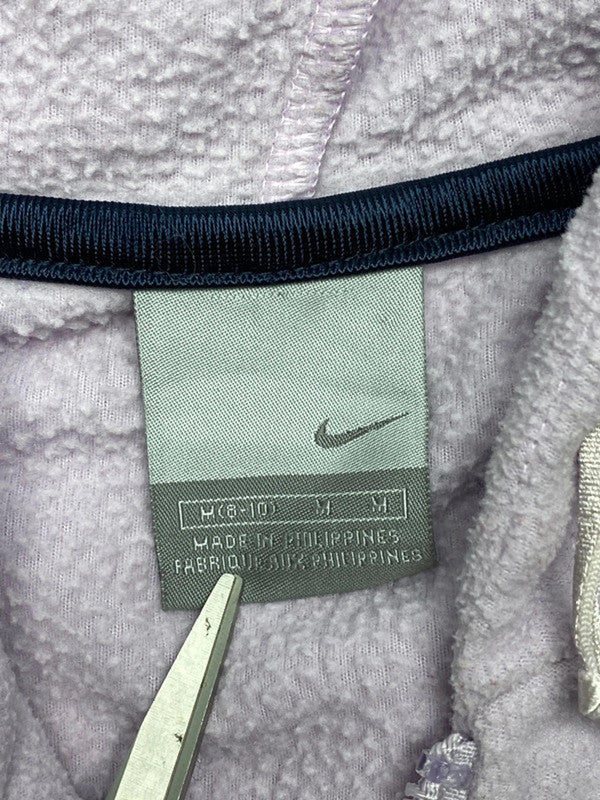 M(8-10) M M
MADE IN PHILIPPINES
FABRIQUE AUX PHILIPPINES